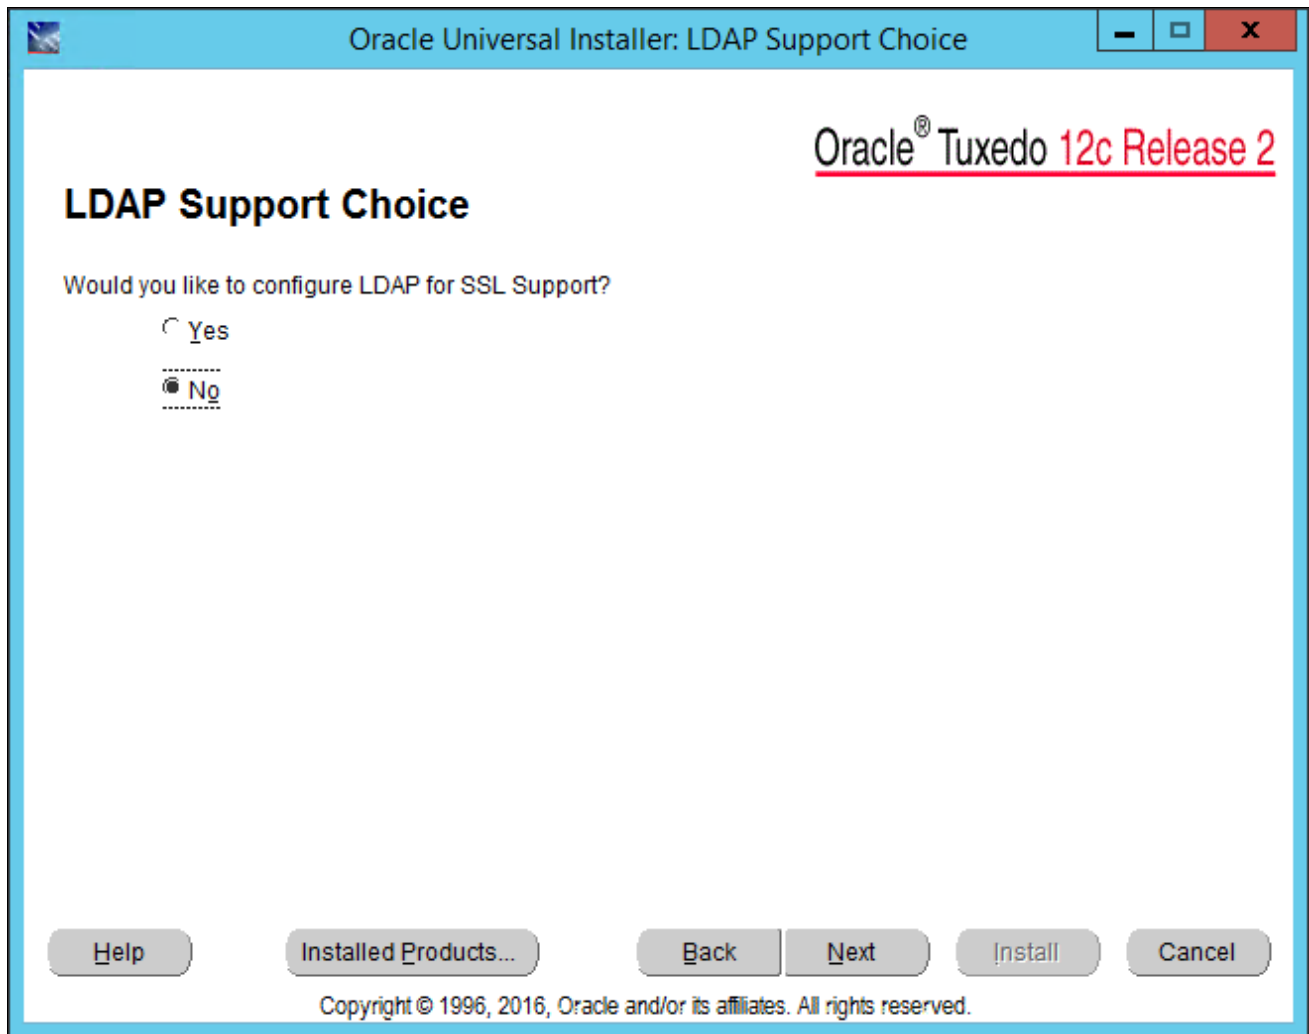 Oracle Universal Installer: LDAP Support Choice
Oracle® Tuxedo 12c Release 2
LDAP Support Choice
Would you like to configure LDAP for SSL Support?
Yes
No
Help Installed Products... Back Next Install Cancel
Copyright © 1996, 2016, Oracle and/or its affiliates. All rights reserved.